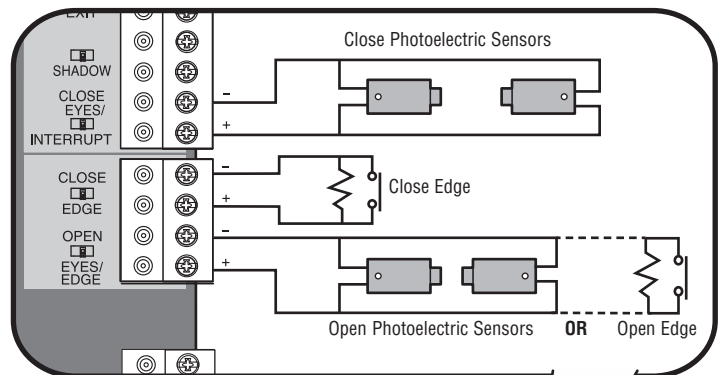 EXIT
SHADOW
CLOSE
EYES/
INTERRUPT
CLOSE
EDGE
OPEN
EYES/
EDGE
Close Photoelectric Sensors
-
+
-
+
Close Edge
-
+
Open Photoelectric Sensors OR Open Edge